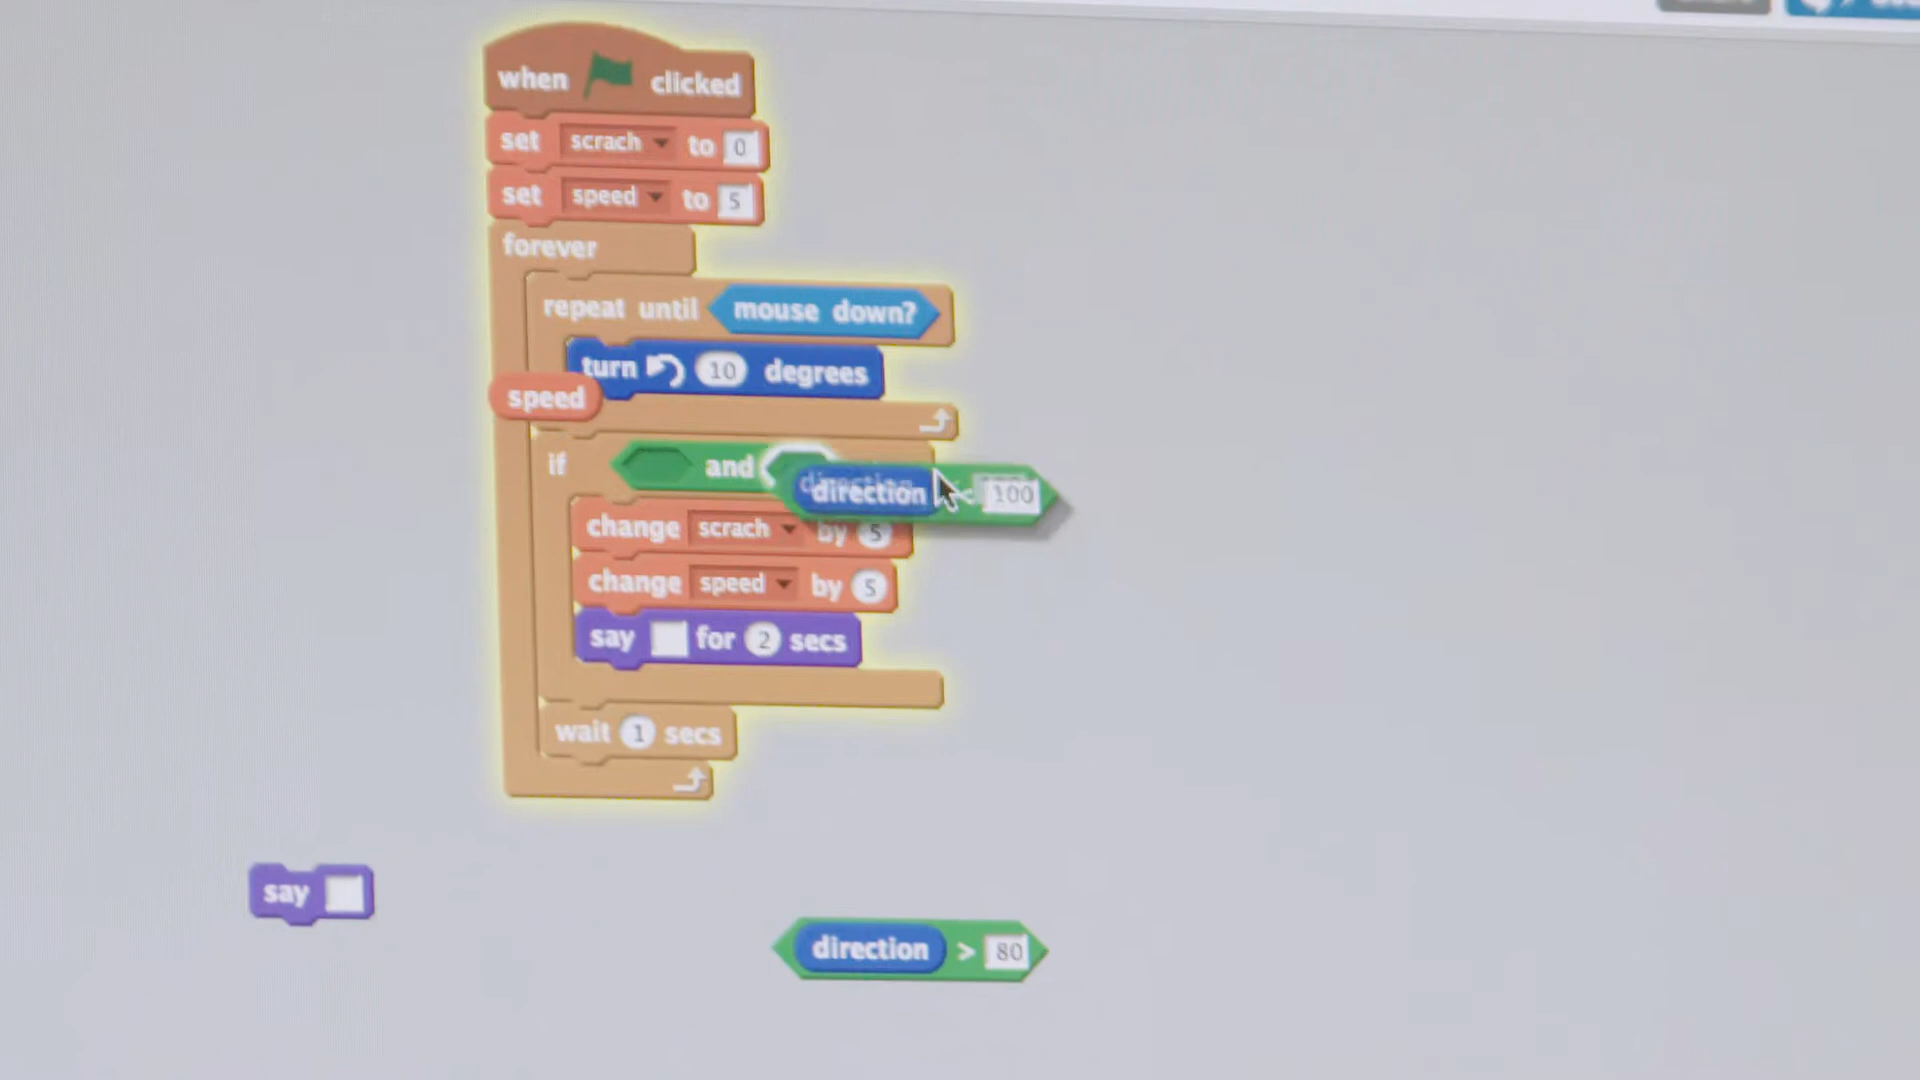 when clicked
set scrach to 0
set speed to 5
forever
repeat until mouse down?
turn 10 degrees
speed
if and direction < 100
change scrach by 5
change speed by 5
say for 2 secs
wait 1 secs
say
direction > 80